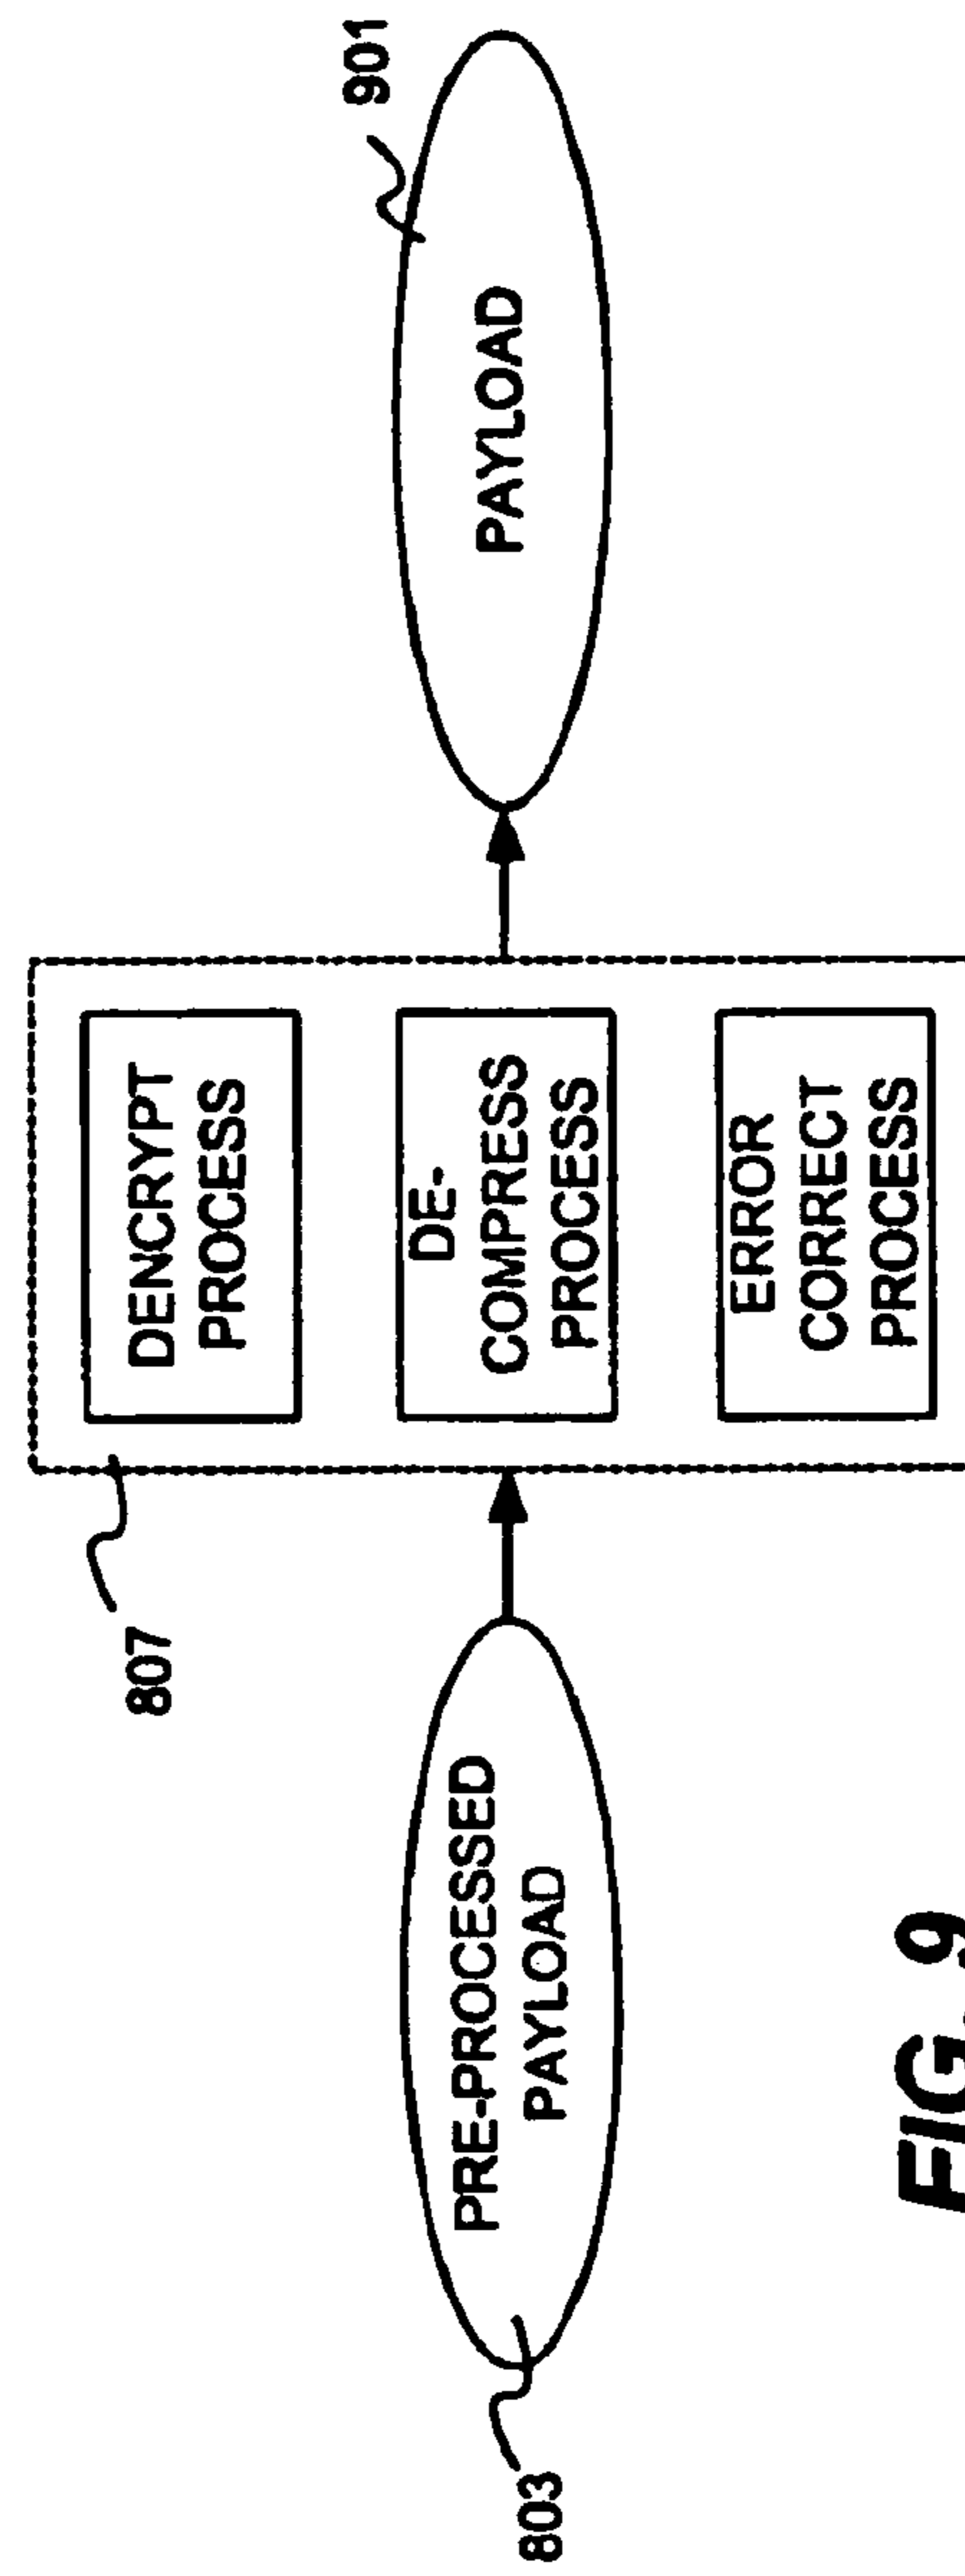 803
PRE-PROCESSED
PAYLOAD
807
DENCRYPT
PROCESS
DE-
COMPRESS
PROCESS
ERROR
CORRECT
PROCESS
PAYLOAD
901
FIG. 9